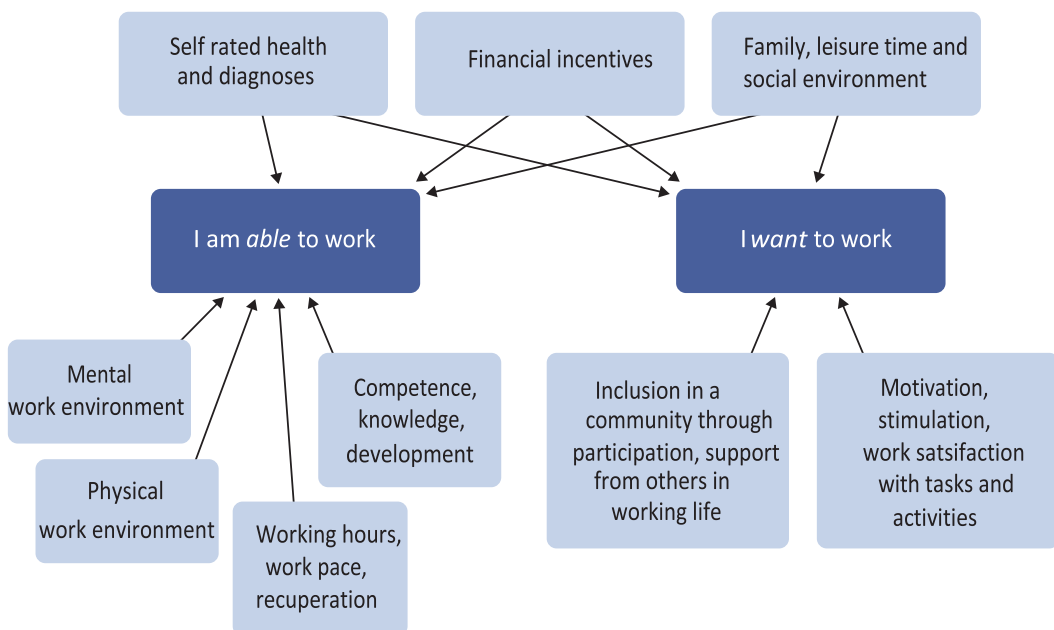 Self rated health
and diagnoses
Financial incentives
Family, leisure time and
social environment
I am able to work
I want to work
Mental
work environment
Physical
work environment
Working hours,
work pace,
recuperation
Competence,
knowledge,
development
Inclusion in a
community through
participation, support
from others in
working life
Motivation,
stimulation,
work satsifaction
with tasks and
activities